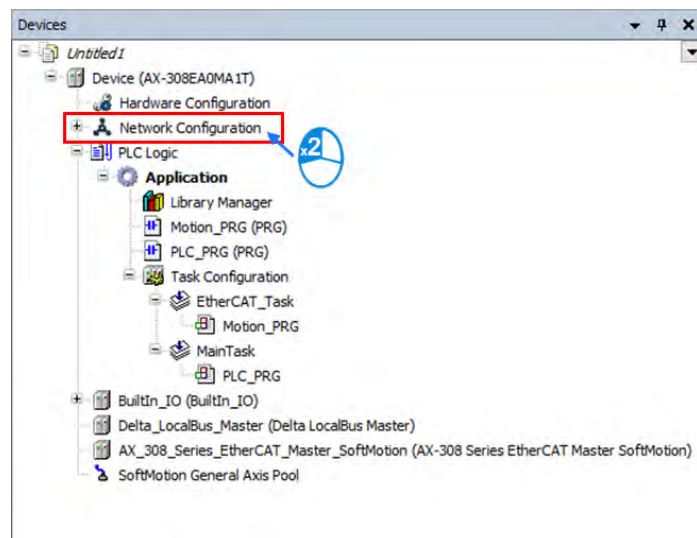 Devices
Untitled1
Device (AX-308EA0MA1T)
Hardware Configuration
Network Configuration
x2
PLC Logic
Application
Library Manager
Motion_PRG (PRG)
PLC_PRG (PRG)
Task Configuration
EtherCAT_Task
Motion_PRG
MainTask
PLC_PRG
BuiltIn_IO (BuiltIn_IO)
Delta_LocalBus_Master (Delta LocalBus Master)
AX_308_Series_EtherCAT_Master_SoftMotion (AX-308 Series EtherCAT Master SoftMotion)
SoftMotion General Axis Pool